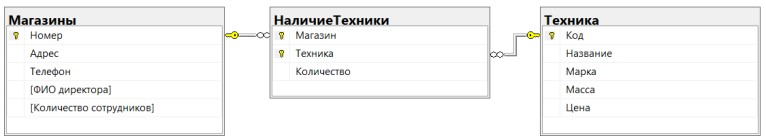 Магазины
Номер
Адрес
Телефон
[ФИО директора]
[Количество сотрудников]
НаличиеТехники
Магазин
Техника
Количество
Техника
Код
Название
Марка
Масса
Цена